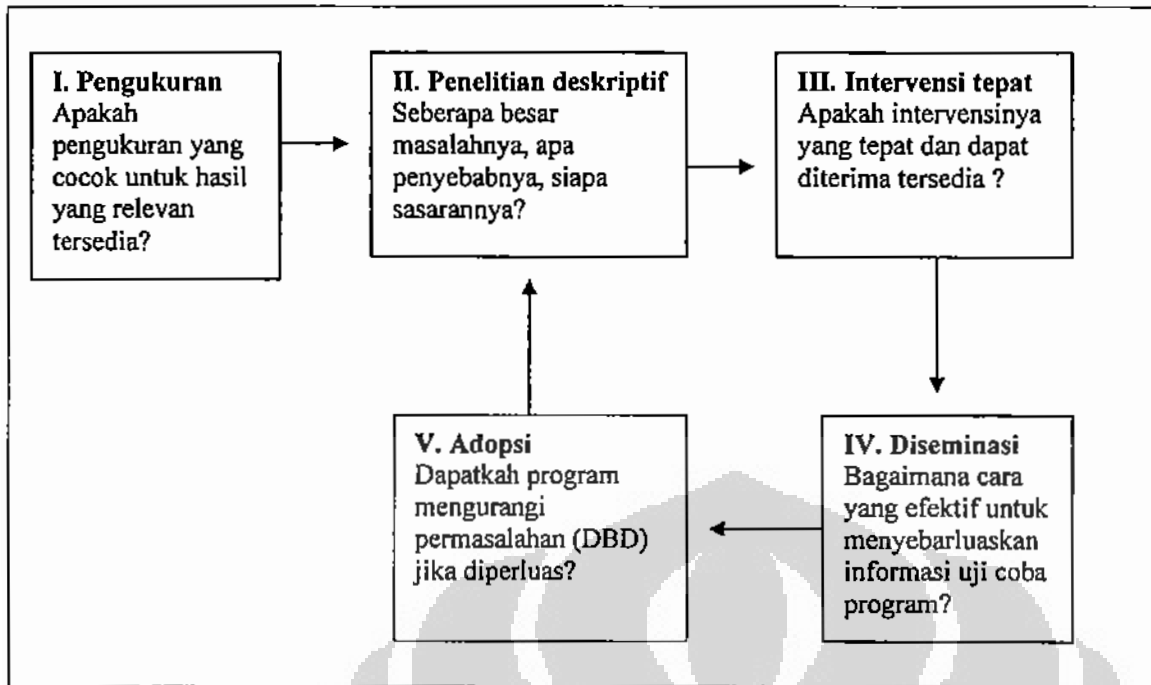 I. Pengukuran
Apakah
pengukuran yang
cocok untuk hasil
yang relevan
tersedia?
II. Penelitian deskriptif
Seberapa besar
masalahnya, apa
penyebabnya, siapa
sasarannya?
III. Intervensi tepat
Apakah intervensinya
yang tepat dan dapat
diterima tersedia ?
V. Adopsi
Dapatkah program
mengurangi
permasalahan (DBD)
jika diperluas?
IV. Diseminasi
Bagaimana cara
yang efektif untuk
menyebarluaskan
informasi uji coba
program?